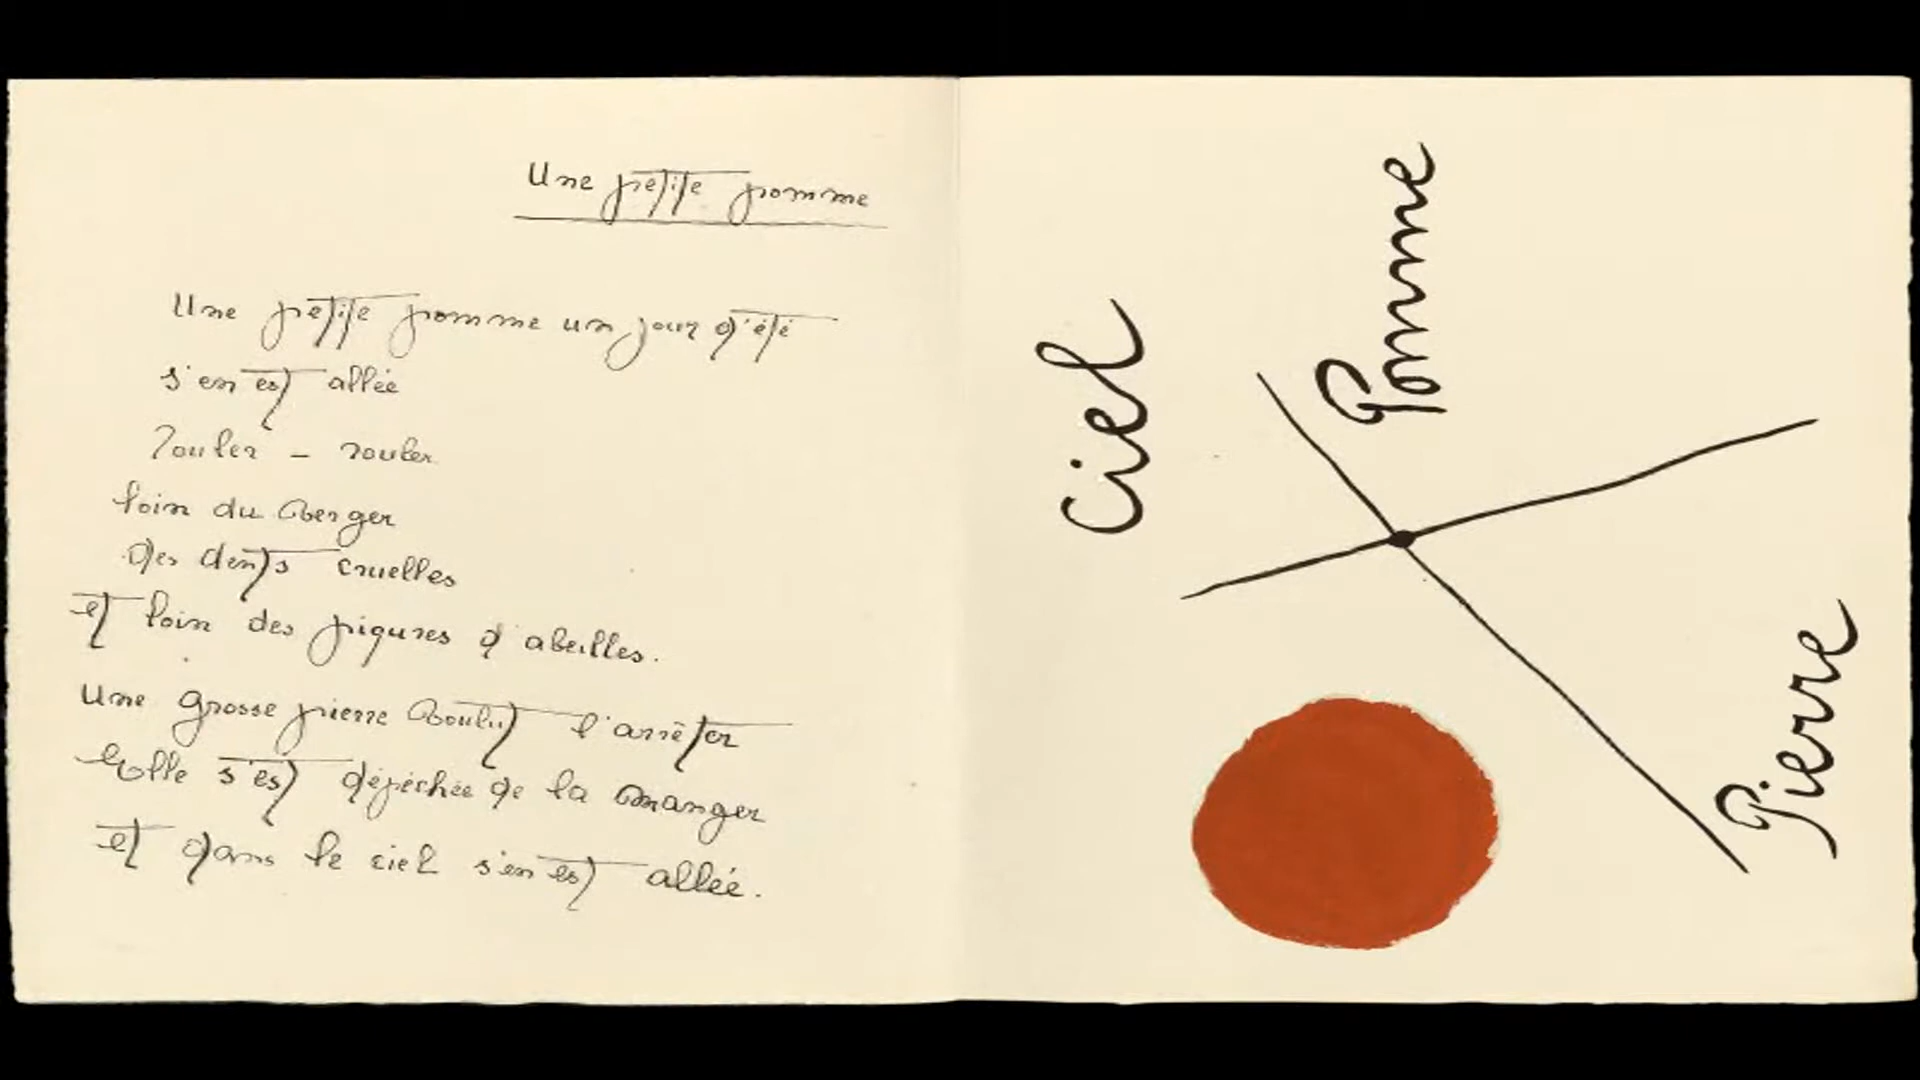 Une petite pomme
Une petite pomme un jour d'été
s'en est allée
rouler – rouler
loin du verger
des dents cruelles
et loin des piqures d'abeilles.
Une grosse pierre voulut l'arrêter
Elle s'est dépéchée de la manger
et dans le ciel s'en est allée.
Ciel
Pomme
Pierre